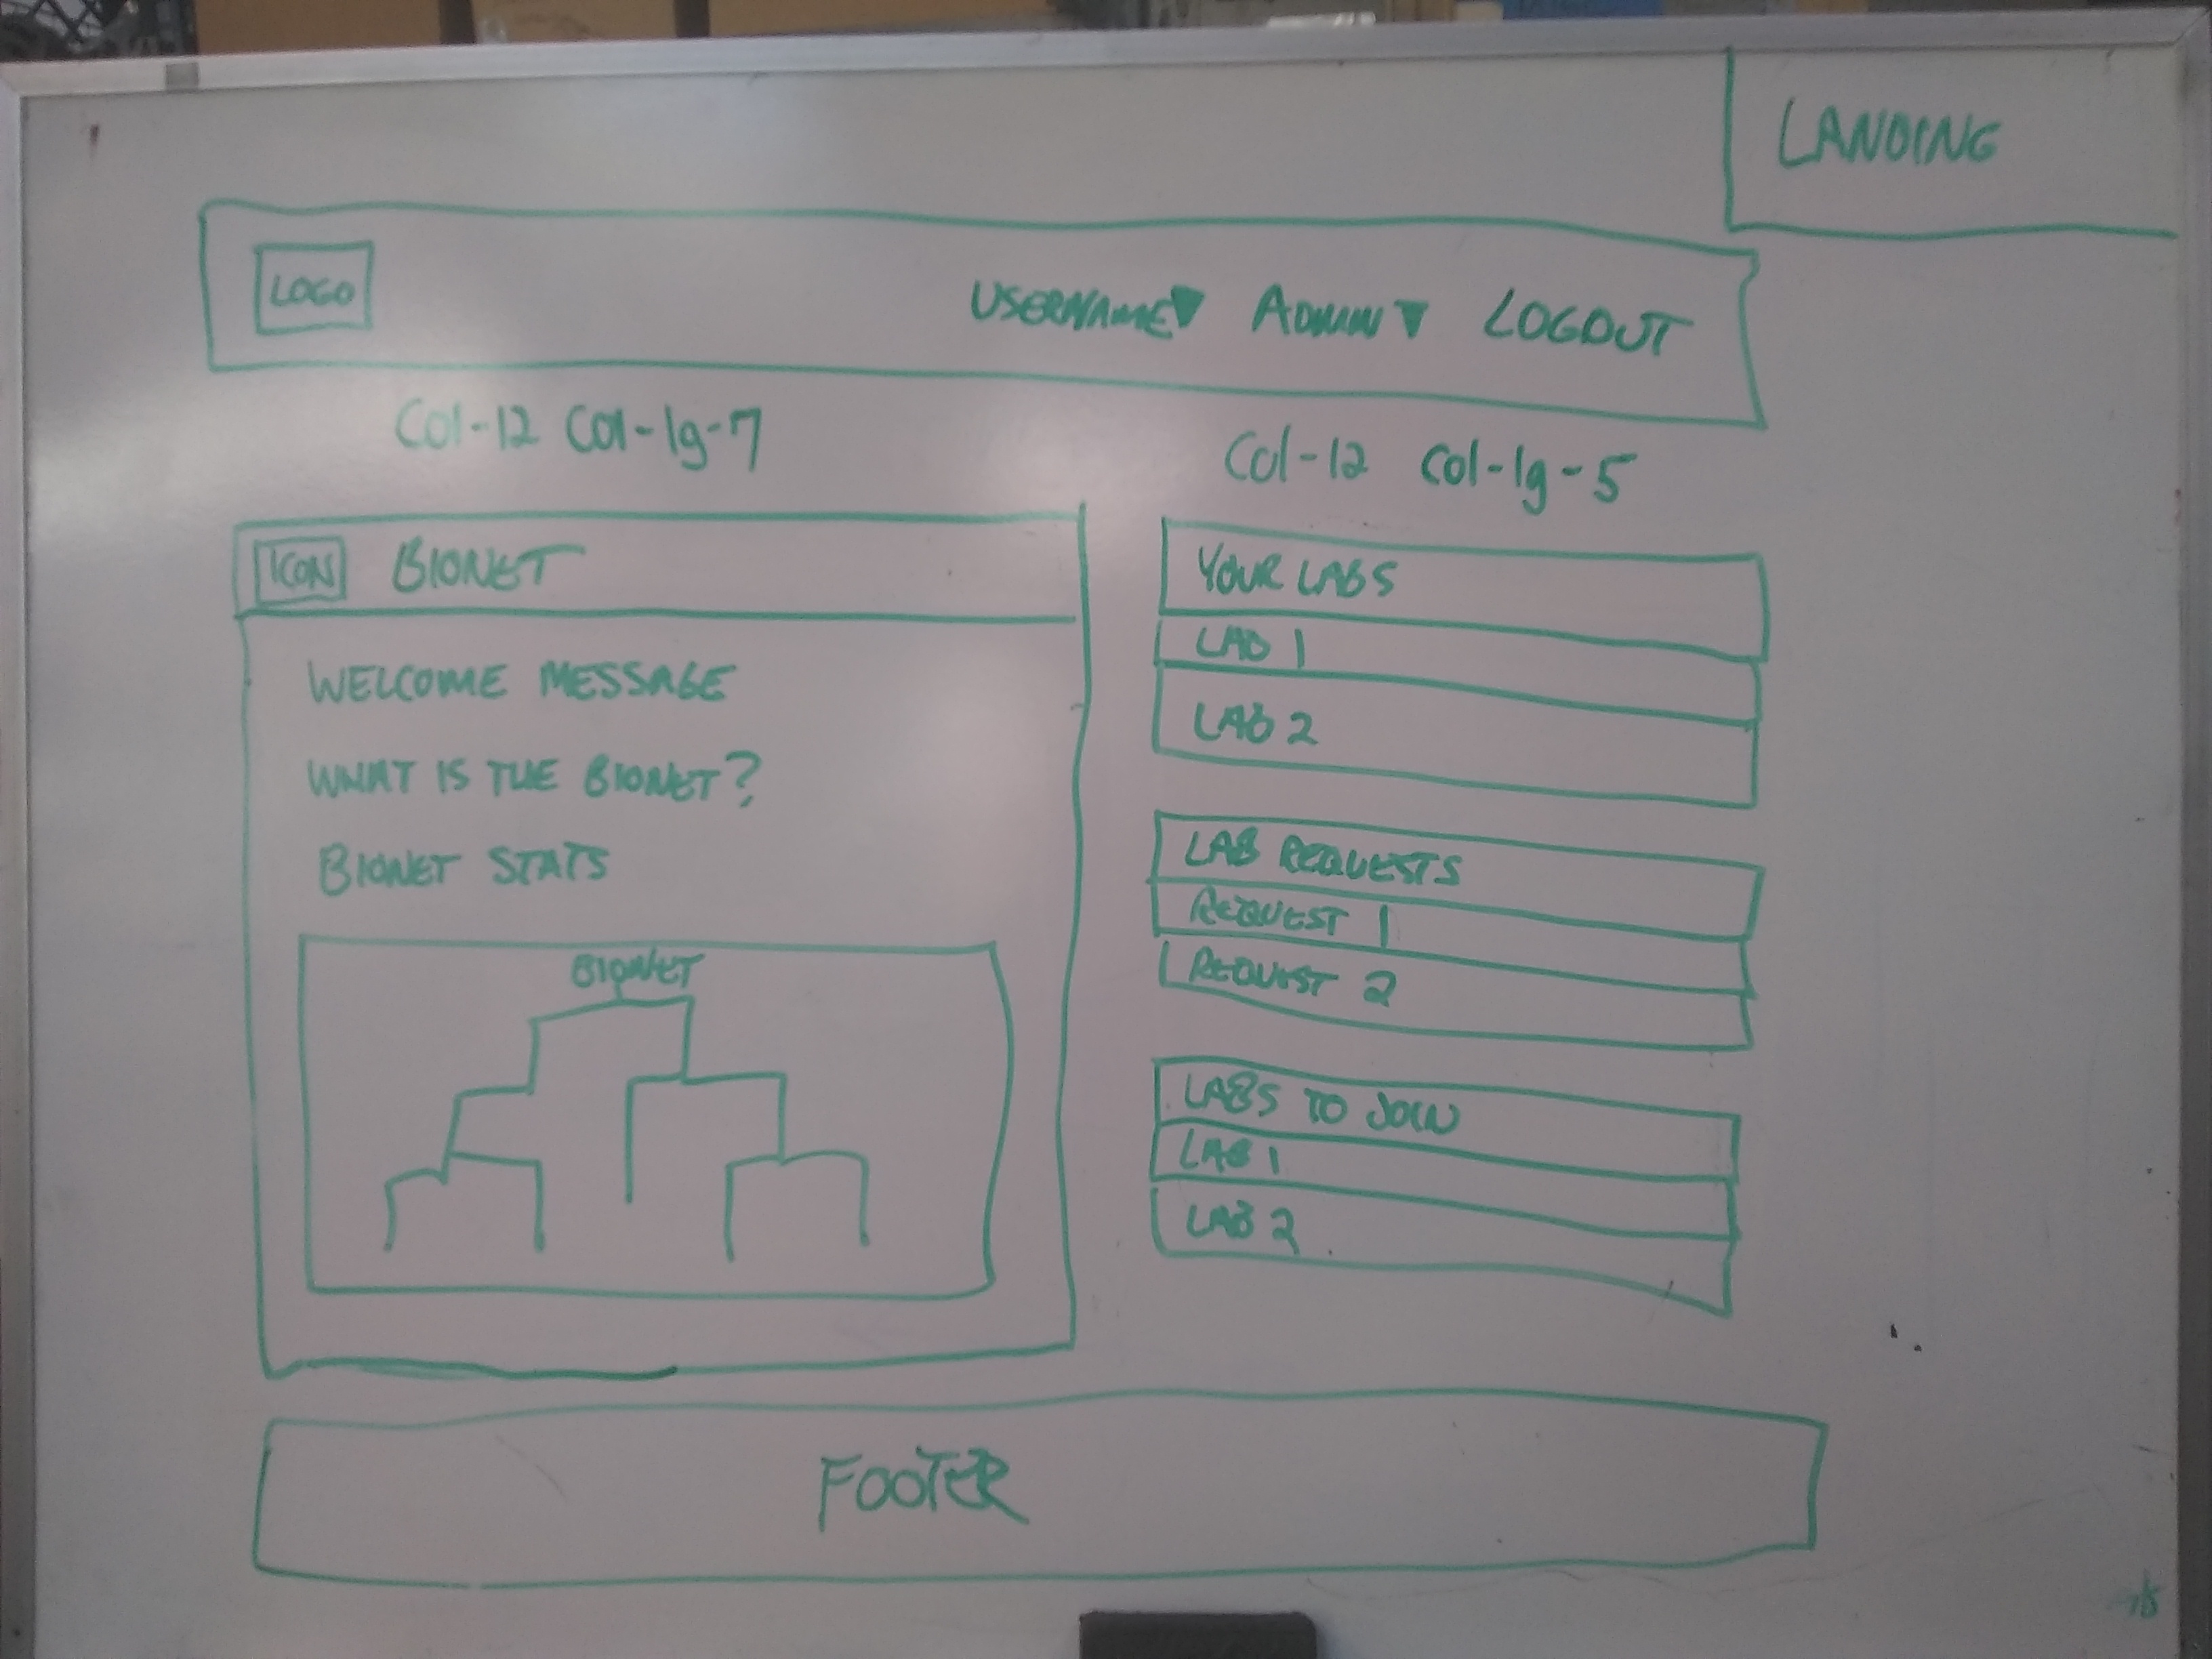 LANDING
LOGO
USERNAME▼ ADMIN▼ LOGOUT
Col-12 Col-lg-7
Col-12 Col-lg-5
ICON BIONET
WELCOME MESSAGE
WHAT IS THE BIONET?
BIONET STATS
BIONET
YOUR LABS
LAB 1
LAB 2
LAB REQUESTS
REQUEST 1
REQUEST 2
LABS TO JOIN
LAB 1
LAB 2
FOOTER